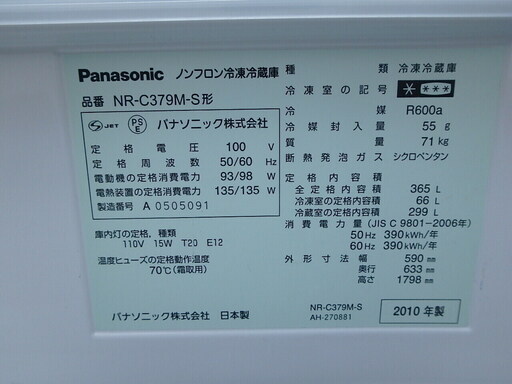 Panasonic ノンフロン冷凍冷蔵庫
品番 NR-C379M-S形
S JET PS E パナソニック株式会社
定格電圧 100 V
定格周波数 50/60 Hz
電動機の定格消費電力 93/98 W
電熱装置の定格消費電力 135/135 W
製造番号 A 0505091
庫内灯の定格、種類
110V 15W T20 E12
温度ヒューズの定格動作温度
70℃(霜取用)
パナソニック株式会社 日本製
種類 冷凍冷蔵庫
冷凍室の記号 * ***
冷媒 R600a
冷媒封入量 55 g
質量 71 kg
断熱発泡ガス シクロペンタン
定格内容積
全定格内容積 365 L
冷凍室の定格内容積 66 L
冷蔵室の定格内容積 299 L
消費電力量(JIS C 9801-2006年)
50Hz 390 kWh/年
60Hz 390 kWh/年
外形寸法 幅 590 mm
奥行 633 mm
高さ 1798 mm
NR-C379M-S
AH-270881
2010年製